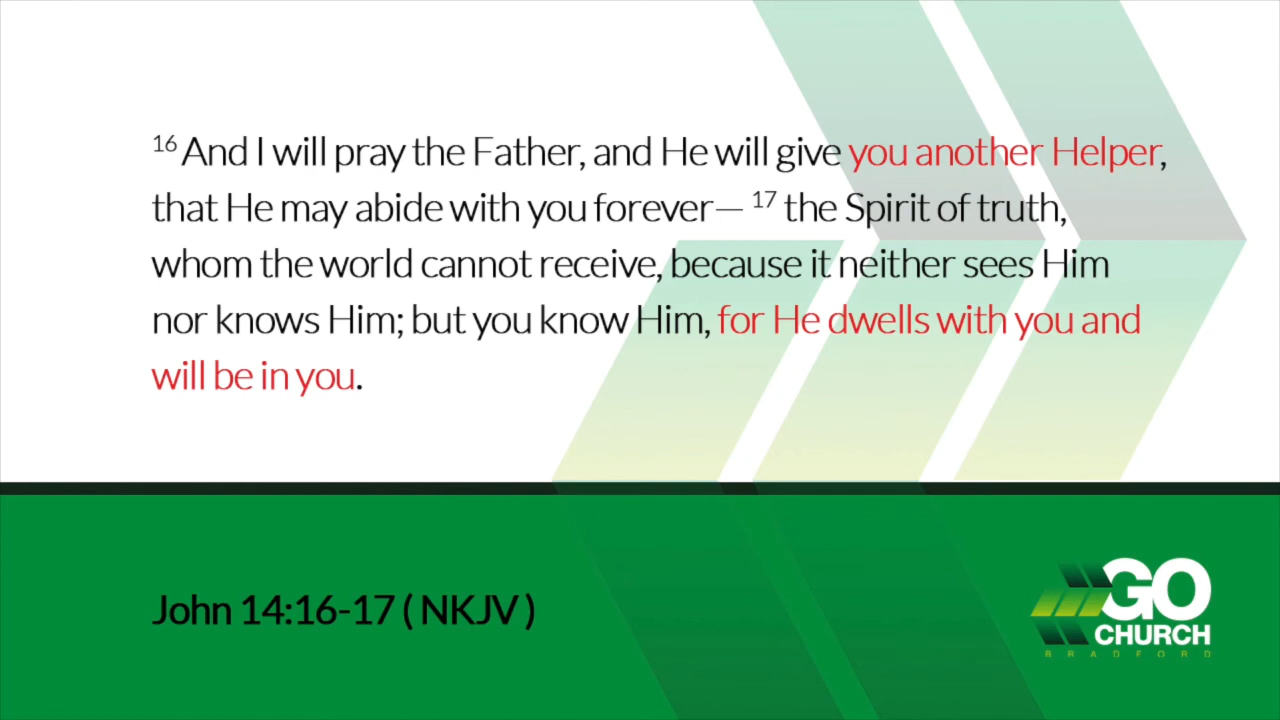 16 And I will pray the Father, and He will give you another Helper,
that He may abide with you forever— 17 the Spirit of truth,
whom the world cannot receive, because it neither sees Him
nor knows Him; but you know Him, for He dwells with you and
will be in you.
John 14:16-17 ( NKJV )
GO
CHURCH
BRADFORD